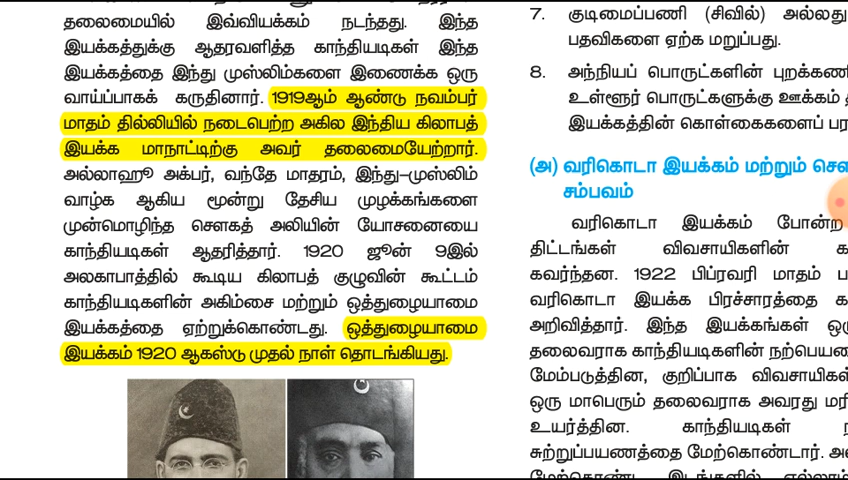 தலைமையில் இவ்வியக்கம் நடந்தது. இந்த
இயக்கத்துக்கு ஆதரவளித்த காந்தியடிகள் இந்த
இயக்கத்தை இந்து முஸ்லிம்களை இணைக்க ஒரு
வாய்ப்பாகக் கருதினார். 1919ஆம் ஆண்டு நவம்பர்
மாதம் தில்லியில் நடைபெற்ற அகில இந்திய கிலாபத்
இயக்க மாநாட்டிற்கு அவர் தலைமையேற்றார்.
அல்லாஹூ அக்பர், வந்தே மாதரம், இந்து–முஸ்லிம்
வாழ்க ஆகிய மூன்று தேசிய முழக்கங்களை
முன்மொழிந்த சௌகத் அலியின் யோசனையை
காந்தியடிகள் ஆதரித்தார். 1920 ஜூன் 9இல்
அலகாபாத்தில் கூடிய கிலாபத் குழுவின் கூட்டம்
காந்தியடிகளின் அகிம்சை மற்றும் ஒத்துழையாமை
இயக்கத்தை ஏற்றுக்கொண்டது. ஒத்துழையாமை
இயக்கம் 1920 ஆகஸ்டு முதல் நாள் தொடங்கியது.
7. குடிமைப்பணி (சிவில்) அல்லது
பதவிகளை ஏற்க மறுப்பது.
8. அந்நியப் பொருட்களின் புறக்கணி
உள்ளூர் பொருட்களுக்கு ஊக்கம்
இயக்கத்தின் கொள்கைகளைப் பர
(அ) வரிகொடா இயக்கம் மற்றும் சௌ
சம்பவம்
வரிகொடா இயக்கம் போன்ற
திட்டங்கள் விவசாயிகளின் க
கவர்ந்தன. 1922 பிப்ரவரி மாதம் ப
வரிகொடா இயக்க பிரச்சாரத்தை க
அறிவித்தார். இந்த இயக்கங்கள் ஒரு
தலைவராக காந்தியடிகளின் நற்பெயரை
மேம்படுத்தின, குறிப்பாக விவசாயிகள்
ஒரு மாபெரும் தலைவராக அவரது மரி
உயர்த்தின. காந்தியடிகள் ந
சுற்றுப்பயணத்தை மேற்கொண்டார். அ
மேற்கொண்ட இடங்களில் எல்லாம்